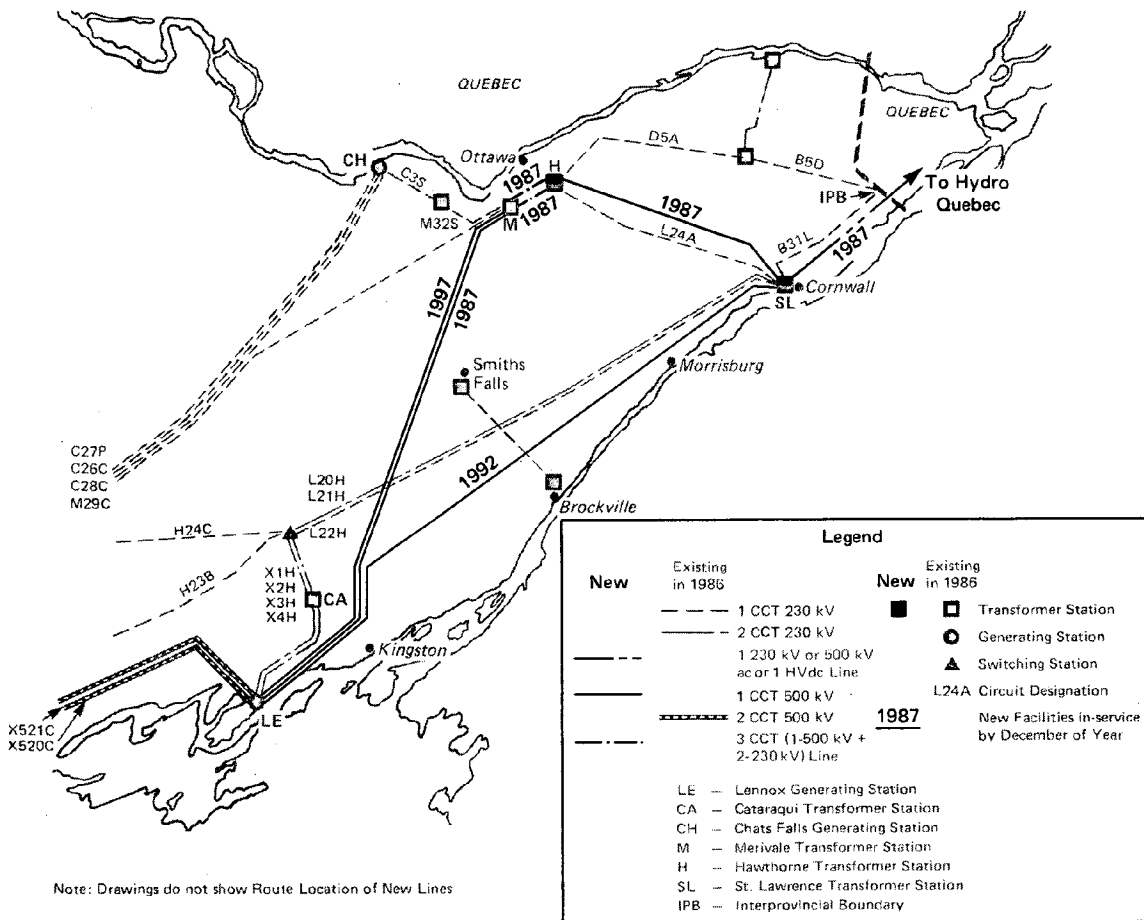 QUEBEC
QUEBEC
Ottawa
CH
C3S
M32S
H
M
1987
1987
D5A
B5D
IPB
To Hydro
Quebec
1987
L24A
B31L
1987
Cornwall
SL
1997
1987
Smiths
Falls
Morrisburg
C27P
C26C
C28C
M29C
1992
L20H
L21H
L22H
Brockville
H24C
H23B
X1H
X2H
X3H
X4H
CA
Kingston
LE
X521C
X520C
Legend
New
Existing
in 1986
New
Existing
in 1986
1 CCT 230 kV
2 CCT 230 kV
1 230 kV or 500 kV
ac or 1 HVdc Line
1 CCT 500 kV
2 CCT 500 kV
3 CCT (1-500 kV +
2-230 kV) Line
Transformer Station
Generating Station
Switching Station
L24A Circuit Designation
1987 New Facilities in-service
by December of Year
LE – Lennox Generating Station
CA – Cataraqui Transformer Station
CH – Chats Falls Generating Station
M – Merivale Transformer Station
H – Hawthorne Transformer Station
SL – St. Lawrence Transformer Station
IPB – Interprovincial Boundary
Note: Drawings do not show Route Location of New Lines